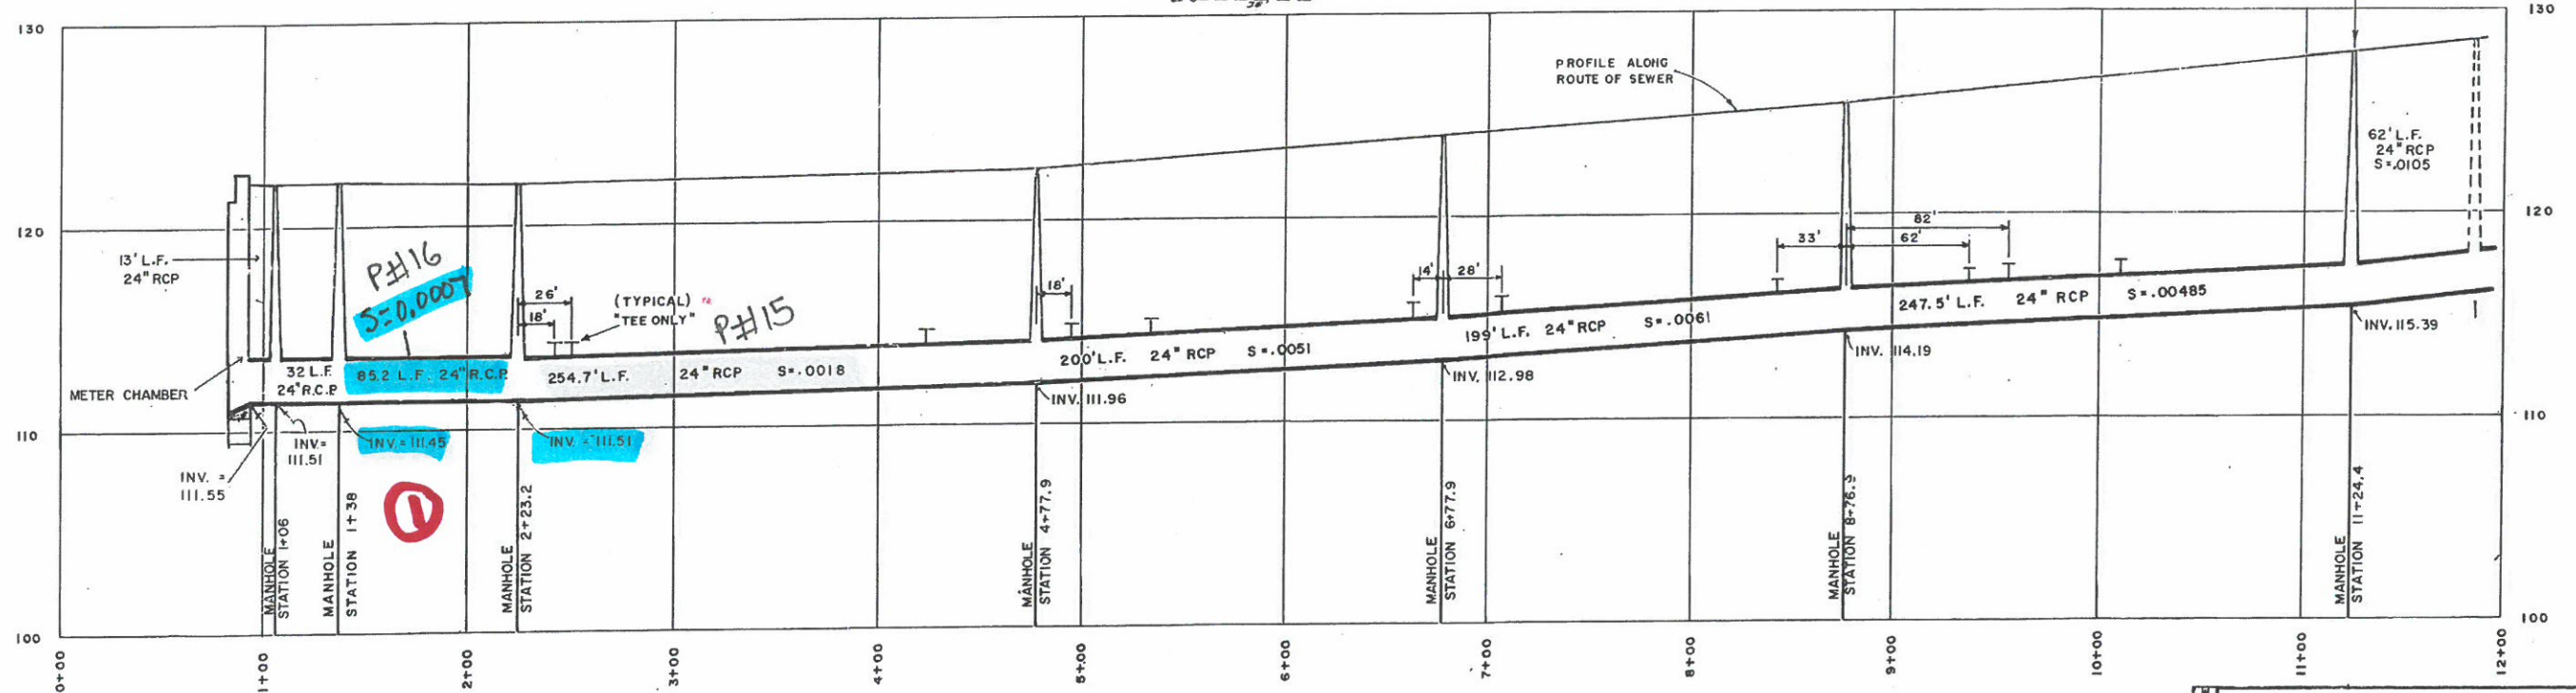 130
130
PROFILE ALONG
ROUTE OF SEWER
62' L.F.
24" RCP
S=.0105
120
120
13' L.F.
24" RCP
P#16
S=0.0007
26'
18'
(TYPICAL)
"TEE ONLY"
P#15
18'
14'
28'
33'
82'
62'
METER CHAMBER
32 L.F.
24" R.C.P.
85.2 L.F. 24" R.C.P.
254.7' L.F. 24" RCP S=.0018
200' L.F. 24" RCP S=.0051
199' L.F. 24" RCP S=.0061
247.5' L.F. 24" RCP S=.00485
INV. 111.96
INV. 112.98
INV. 114.19
INV. 115.39
110
110
INV. =
111.55
INV=
111.51
INV. = 111.45
INV. = 111.51
1
MANHOLE
STATION 1+06
MANHOLE
STATION 1+38
MANHOLE
STATION 2+23.2
MANHOLE
STATION 4+77.9
MANHOLE
STATION 6+77.9
MANHOLE
STATION 8+76.9
MANHOLE
STATION 11+24.4
100
100
0+00
1+00
2+00
3+00
4+00
5+00
6+00
7+00
8+00
9+00
10+00
11+00
12+00